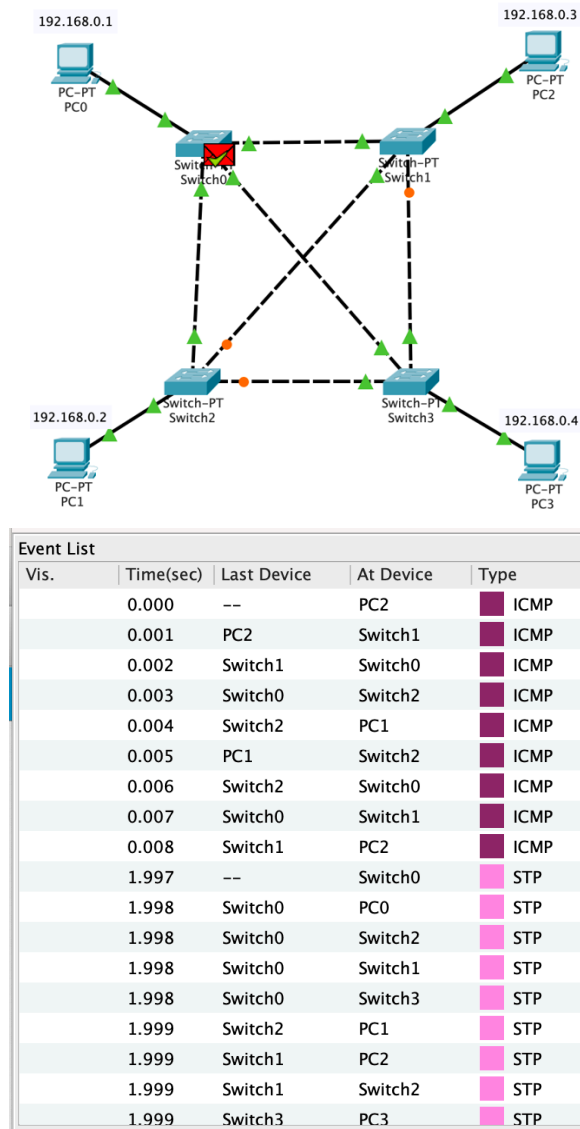 192.168.0.1
192.168.0.3
PC-PT
PC0
PC-PT
PC2
Switch0
Switch-PT
Switch1
192.168.0.2
192.168.0.4
Switch-PT
Switch2
Switch-PT
Switch3
PC-PT
PC1
PC-PT
PC3
Event List
Vis. Time(sec) Last Device At Device Type
0.000 -- PC2 ICMP
0.001 PC2 Switch1 ICMP
0.002 Switch1 Switch0 ICMP
0.003 Switch0 Switch2 ICMP
0.004 Switch2 PC1 ICMP
0.005 PC1 Switch2 ICMP
0.006 Switch2 Switch0 ICMP
0.007 Switch0 Switch1 ICMP
0.008 Switch1 PC2 ICMP
1.997 -- Switch0 STP
1.998 Switch0 PC0 STP
1.998 Switch0 Switch2 STP
1.998 Switch0 Switch1 STP
1.998 Switch0 Switch3 STP
1.999 Switch2 PC1 STP
1.999 Switch1 PC2 STP
1.999 Switch1 Switch2 STP
1.999 Switch3 PC3 STP